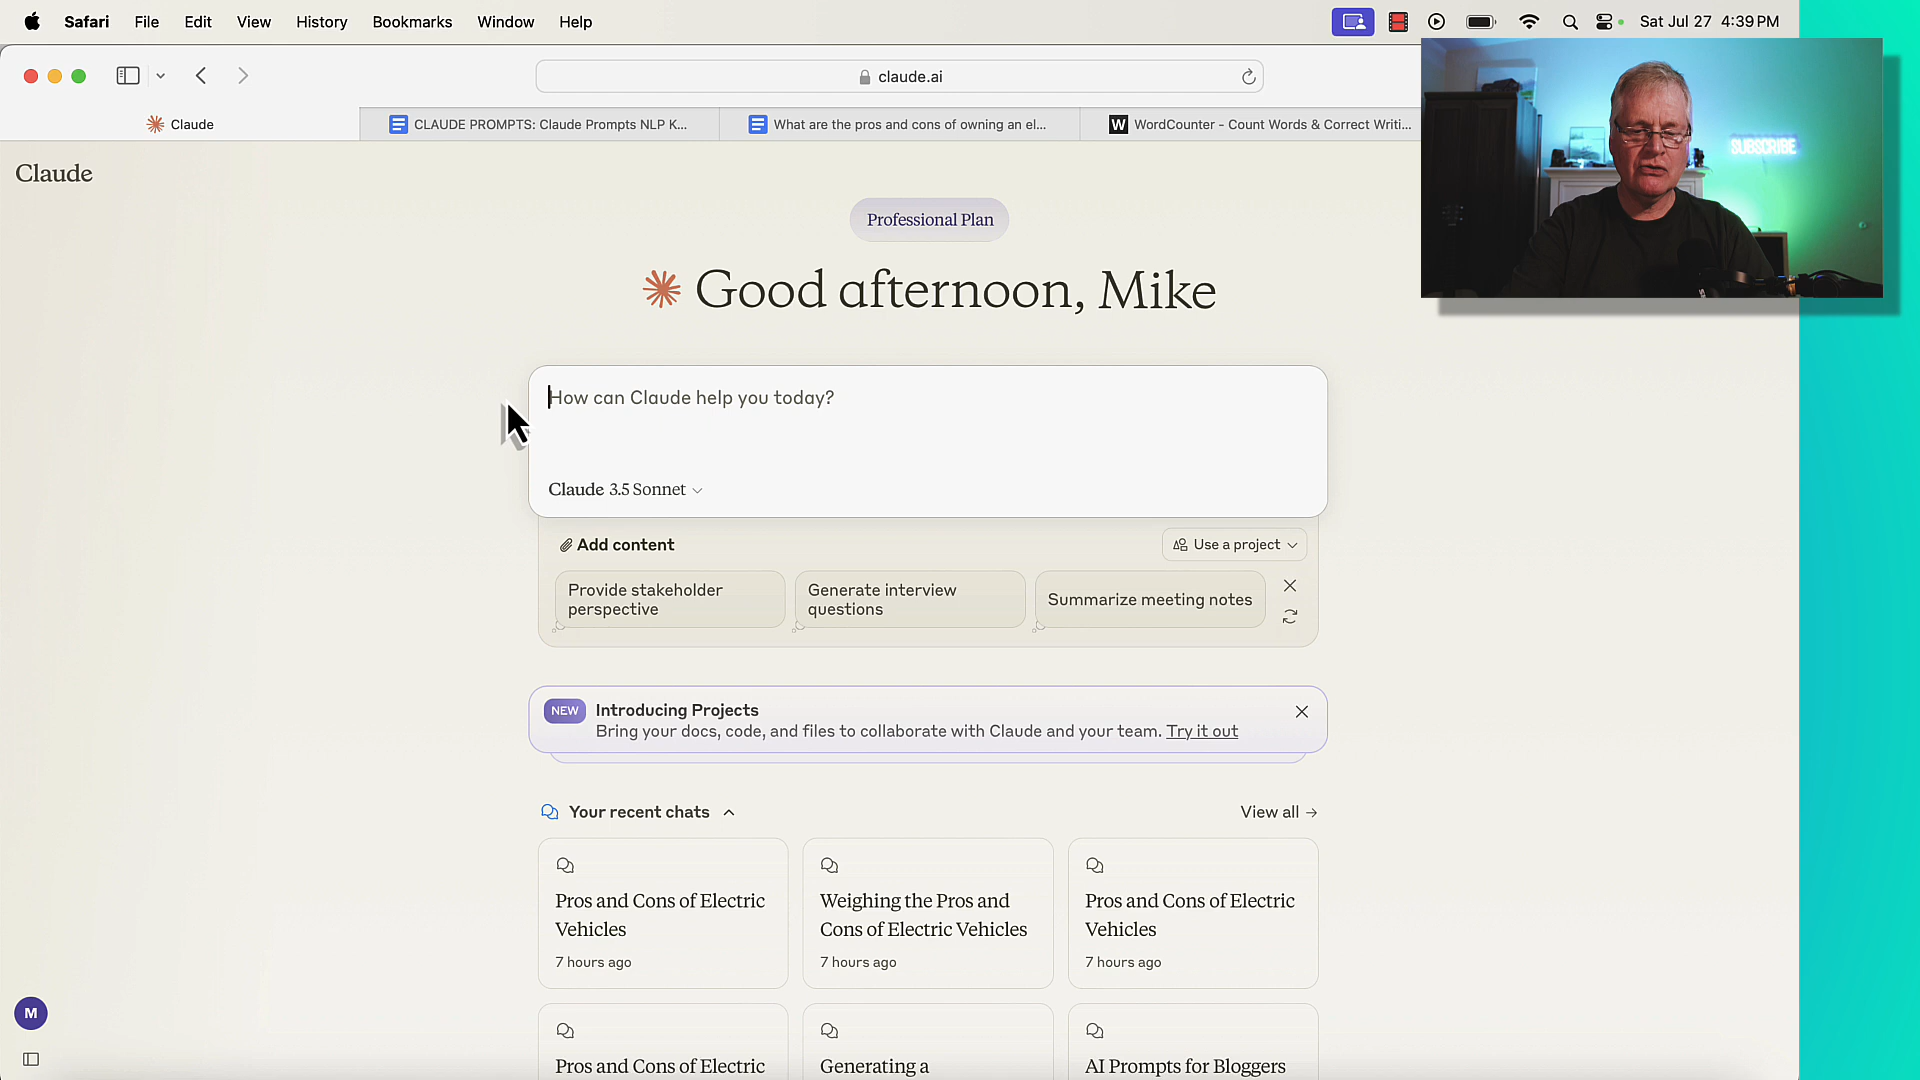 Safari File Edit View History Bookmarks Window Help Sat Jul 27 4:39 PM
claude.ai
Claude CLAUDE PROMPTS: Claude Prompts NLP K... What are the pros and cons of owning an el... W WordCounter - Count Words & Correct Writi...
SUBSCRIBE
Claude
Professional Plan
Good afternoon, Mike
How can Claude help you today?
Claude 3.5 Sonnet
Add content
Use a project
Provide stakeholder
perspective
Generate interview
questions
Summarize meeting notes
NEW Introducing Projects
Bring your docs, code, and files to collaborate with Claude and your team. Try it out
Your recent chats
View all →
Pros and Cons of Electric
Vehicles
7 hours ago
Weighing the Pros and
Cons of Electric Vehicles
7 hours ago
Pros and Cons of Electric
Vehicles
7 hours ago
M
Pros and Cons of Electric
Generating a
AI Prompts for Bloggers